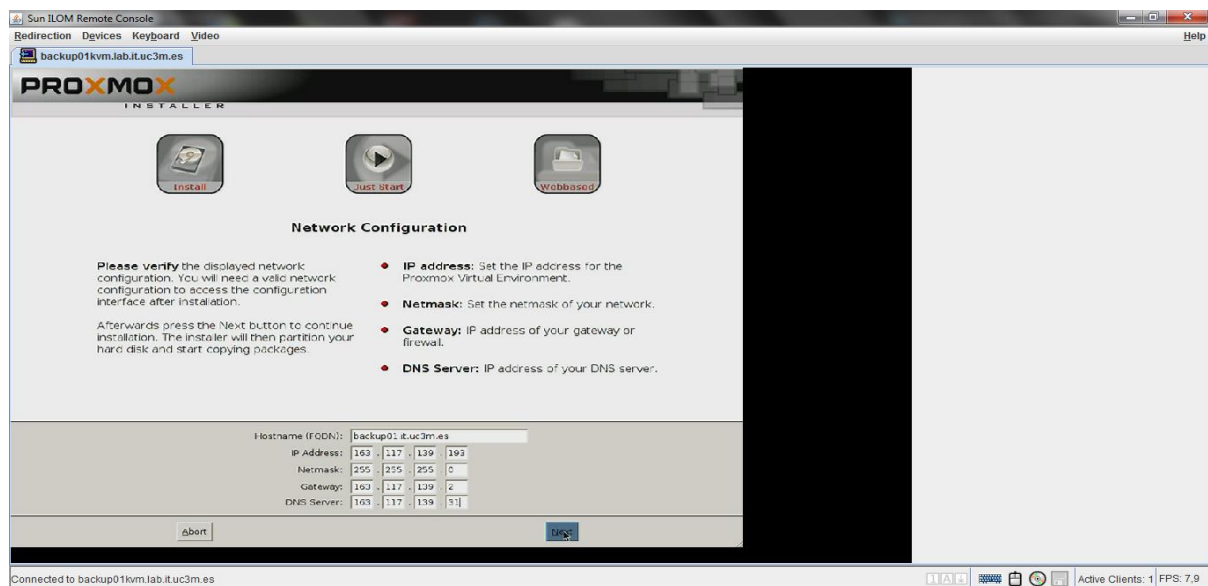 Sun ILOM Remote Console
Redirection Devices Keyboard Video Help
backup01kvm.lab.it.uc3m.es
PROXMOX
INSTALLER
Install
Just Start
Webbased
Network Configuration
Please verify the displayed network
configuration. You will need a valid network
configuration to access the configuration
interface after installation.
Afterwards press the Next button to continue
installation. The installer will then partition your
hard disk and start copying packages.
IP address: Set the IP address for the
Proxmox Virtual Environment.
Netmask: Set the netmask of your network.
Gateway: IP address of your gateway or
firewall.
DNS Server: IP address of your DNS server.
Hostname (FQDN): backup01.it.uc3m.es
IP Address: 163 . 117 . 139 . 193
Netmask: 255 . 255 . 255 . 0
Gateway: 163 . 117 . 139 . 2
DNS Server: 163 . 117 . 139 . 31
Abort
Next
Connected to backup01kvm.lab.it.uc3m.es
Active Clients: 1 FPS: 7,9